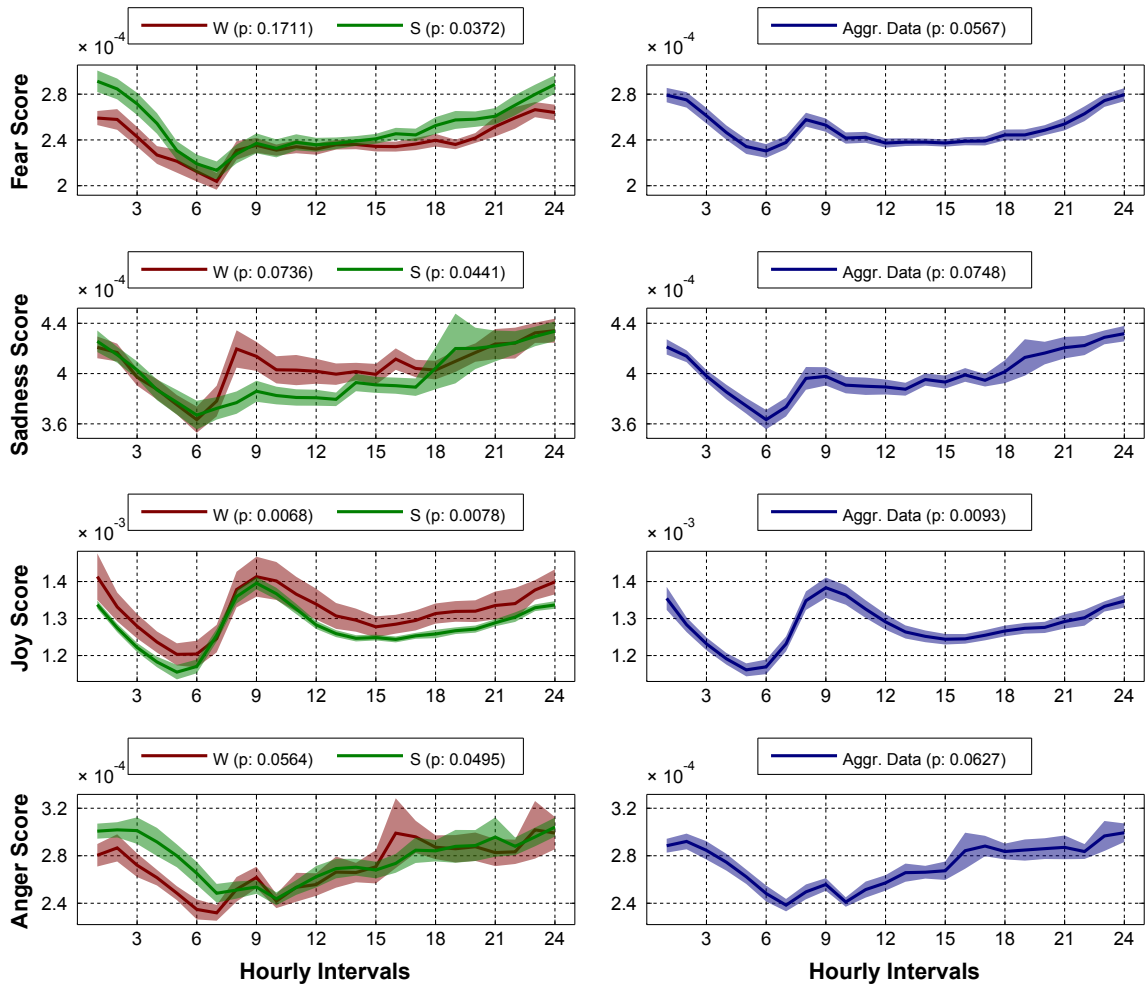 W (p: 0.1711) S (p: 0.0372)
Aggr. Data (p: 0.0567)
× 10-4
× 10-4
Fear Score
2.8
2.4
2
3 6 9 12 15 18 21 24
2.8
2.4
2
3 6 9 12 15 18 21 24
W (p: 0.0736) S (p: 0.0441)
Aggr. Data (p: 0.0748)
× 10-4
× 10-4
Sadness Score
4.4
4
3.6
3 6 9 12 15 18 21 24
4.4
4
3.6
3 6 9 12 15 18 21 24
W (p: 0.0068) S (p: 0.0078)
Aggr. Data (p: 0.0093)
× 10-3
× 10-3
Joy Score
1.4
1.3
1.2
3 6 9 12 15 18 21 24
1.4
1.3
1.2
3 6 9 12 15 18 21 24
W (p: 0.0564) S (p: 0.0495)
Aggr. Data (p: 0.0627)
× 10-4
× 10-4
Anger Score
3.2
2.8
2.4
3 6 9 12 15 18 21 24
3.2
2.8
2.4
3 6 9 12 15 18 21 24
Hourly Intervals
Hourly Intervals